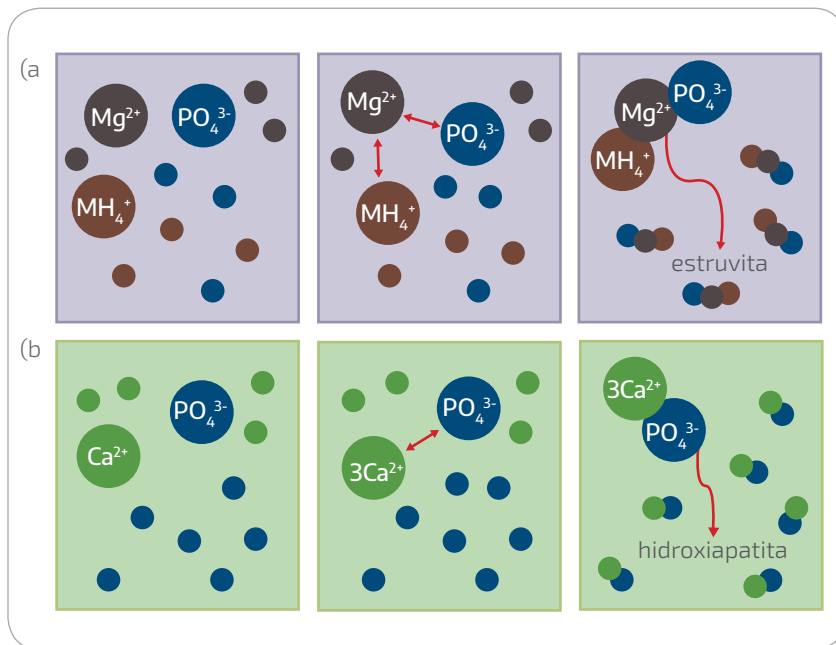 (a
Mg²⁺
PO₄³⁻
MH₄⁺
Mg²⁺
PO₄³⁻
MH₄⁺
PO₄³⁻
Mg²⁺
MH₄⁺
estruvita
(b
PO₄³⁻
Ca²⁺
PO₄³⁻
3Ca²⁺
3Ca²⁺
PO₄³⁻
hidroxiapatita